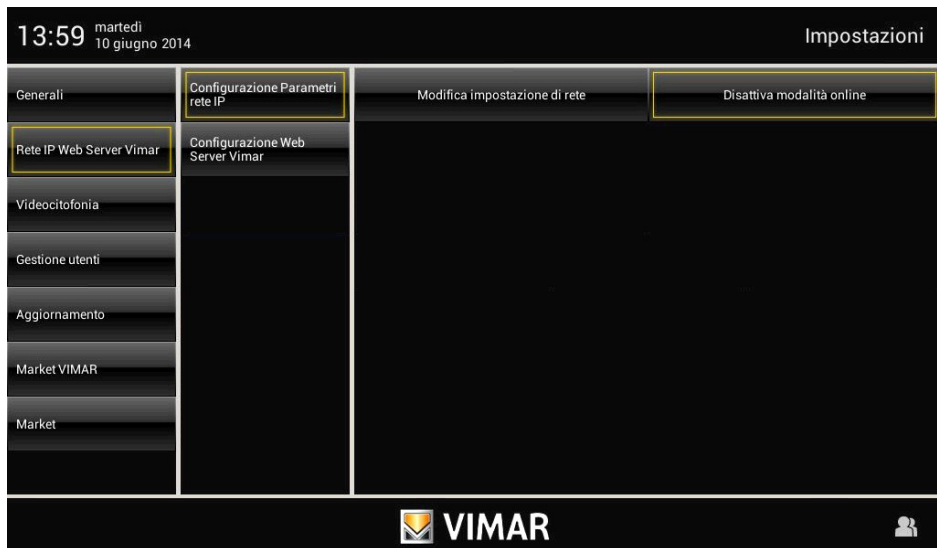 13:59
martedì
10 giugno 2014
Impostazioni
Generali
Rete IP Web Server Vimar
Videocitofonia
Gestione utenti
Aggiornamento
Market VIMAR
Market
Configurazione Parametri
rete IP
Configurazione Web
Server Vimar
Modifica impostazione di rete
Disattiva modalità online
VIMAR